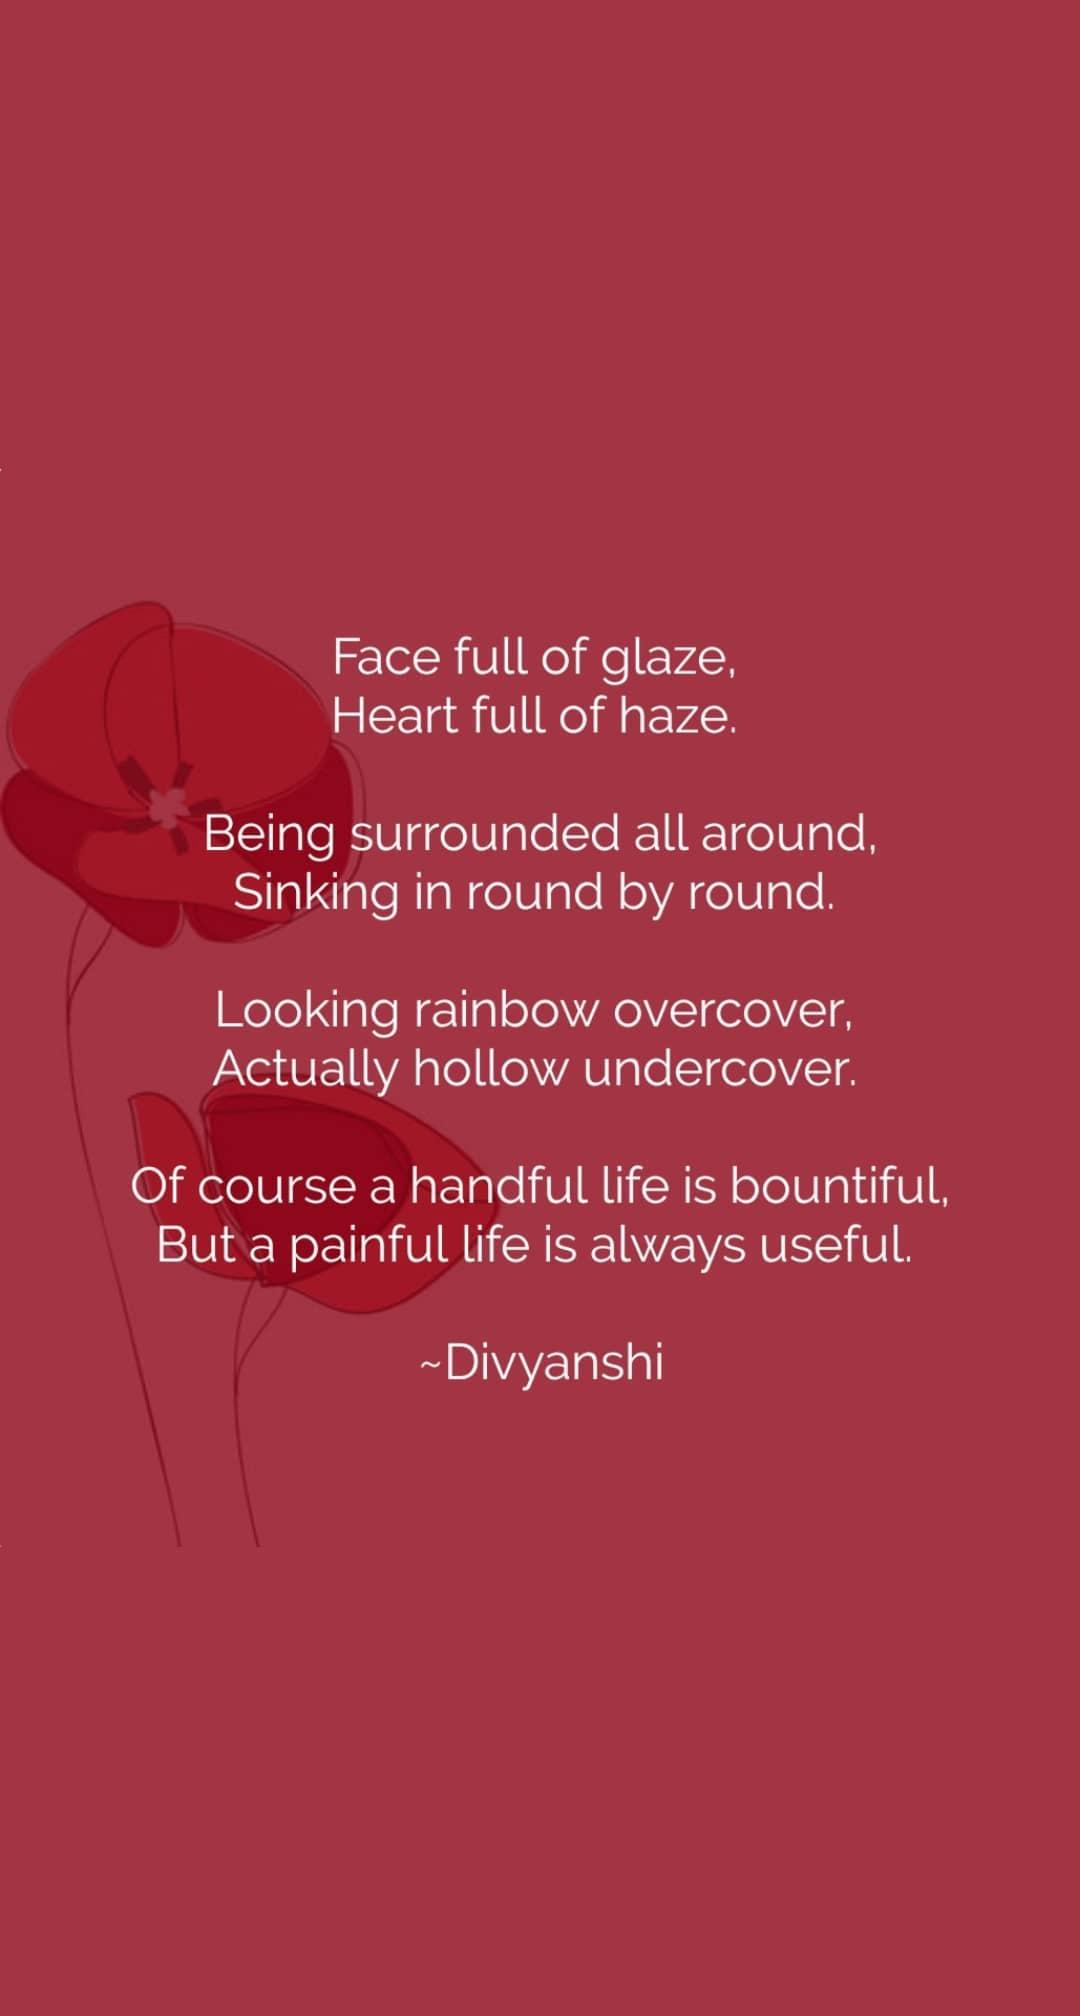 Face full of glaze,
Heart full of haze.
Being surrounded all around,
Sinking in round by round.
Looking rainbow overcover,
Actually hollow undercover.
Of course a handful life is bountiful,
But a painful life is always useful.
~Divyanshi